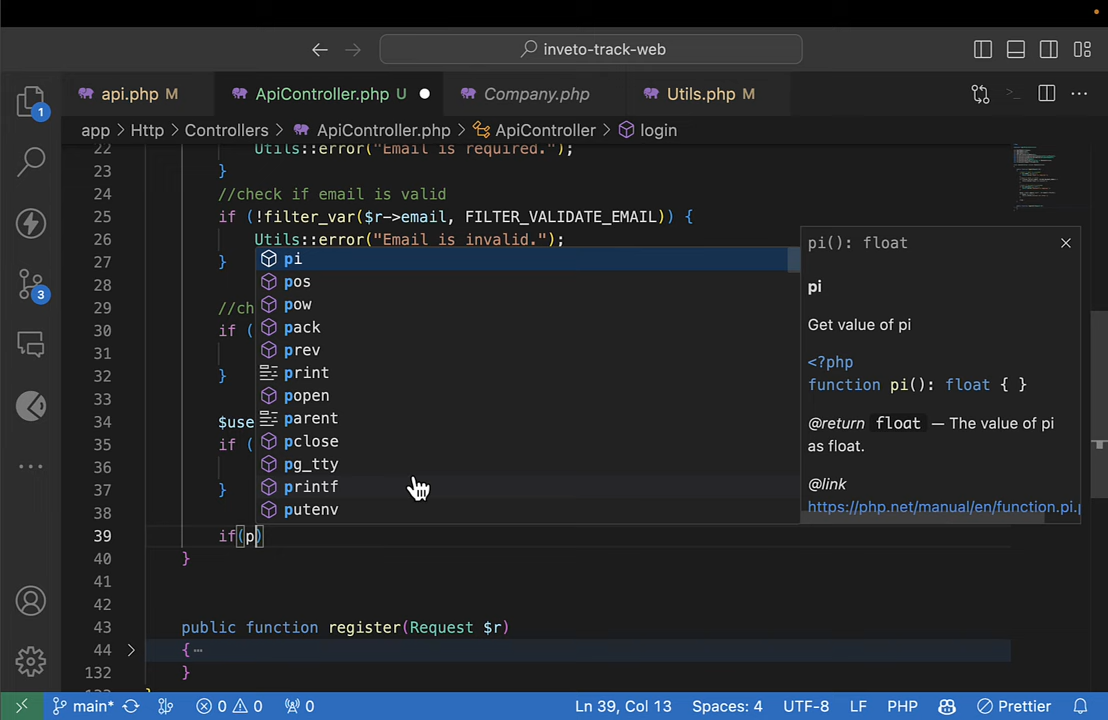 inveto-track-web
api.php M
ApiController.php U
Company.php
Utils.php M
app > Http > Controllers > ApiController.php > ApiController > login
22 Utils::error("Email is required.");
23 }
24 //check if email is valid
25 if (!filter_var($r->email, FILTER_VALIDATE_EMAIL)) {
26 Utils::error("Email is invalid.");
27 }
28
29 //ch
30 if (
31
32 }
33
34 $use
35 if (
36
37 }
38
39 if(p)
40 }
41
42
43 public function register(Request $r)
44 { ⋯
132 }
pi
pos
pow
pack
prev
print
popen
parent
pclose
pg_tty
printf
putenv
pi(): float
pi
Get value of pi
<?php
function pi(): float { }
@return float — The value of pi
as float.
@link
https://php.net/manual/en/function.pi.p
1
3
main* 0 0 0 Ln 39, Col 13 Spaces: 4 UTF-8 LF PHP Prettier